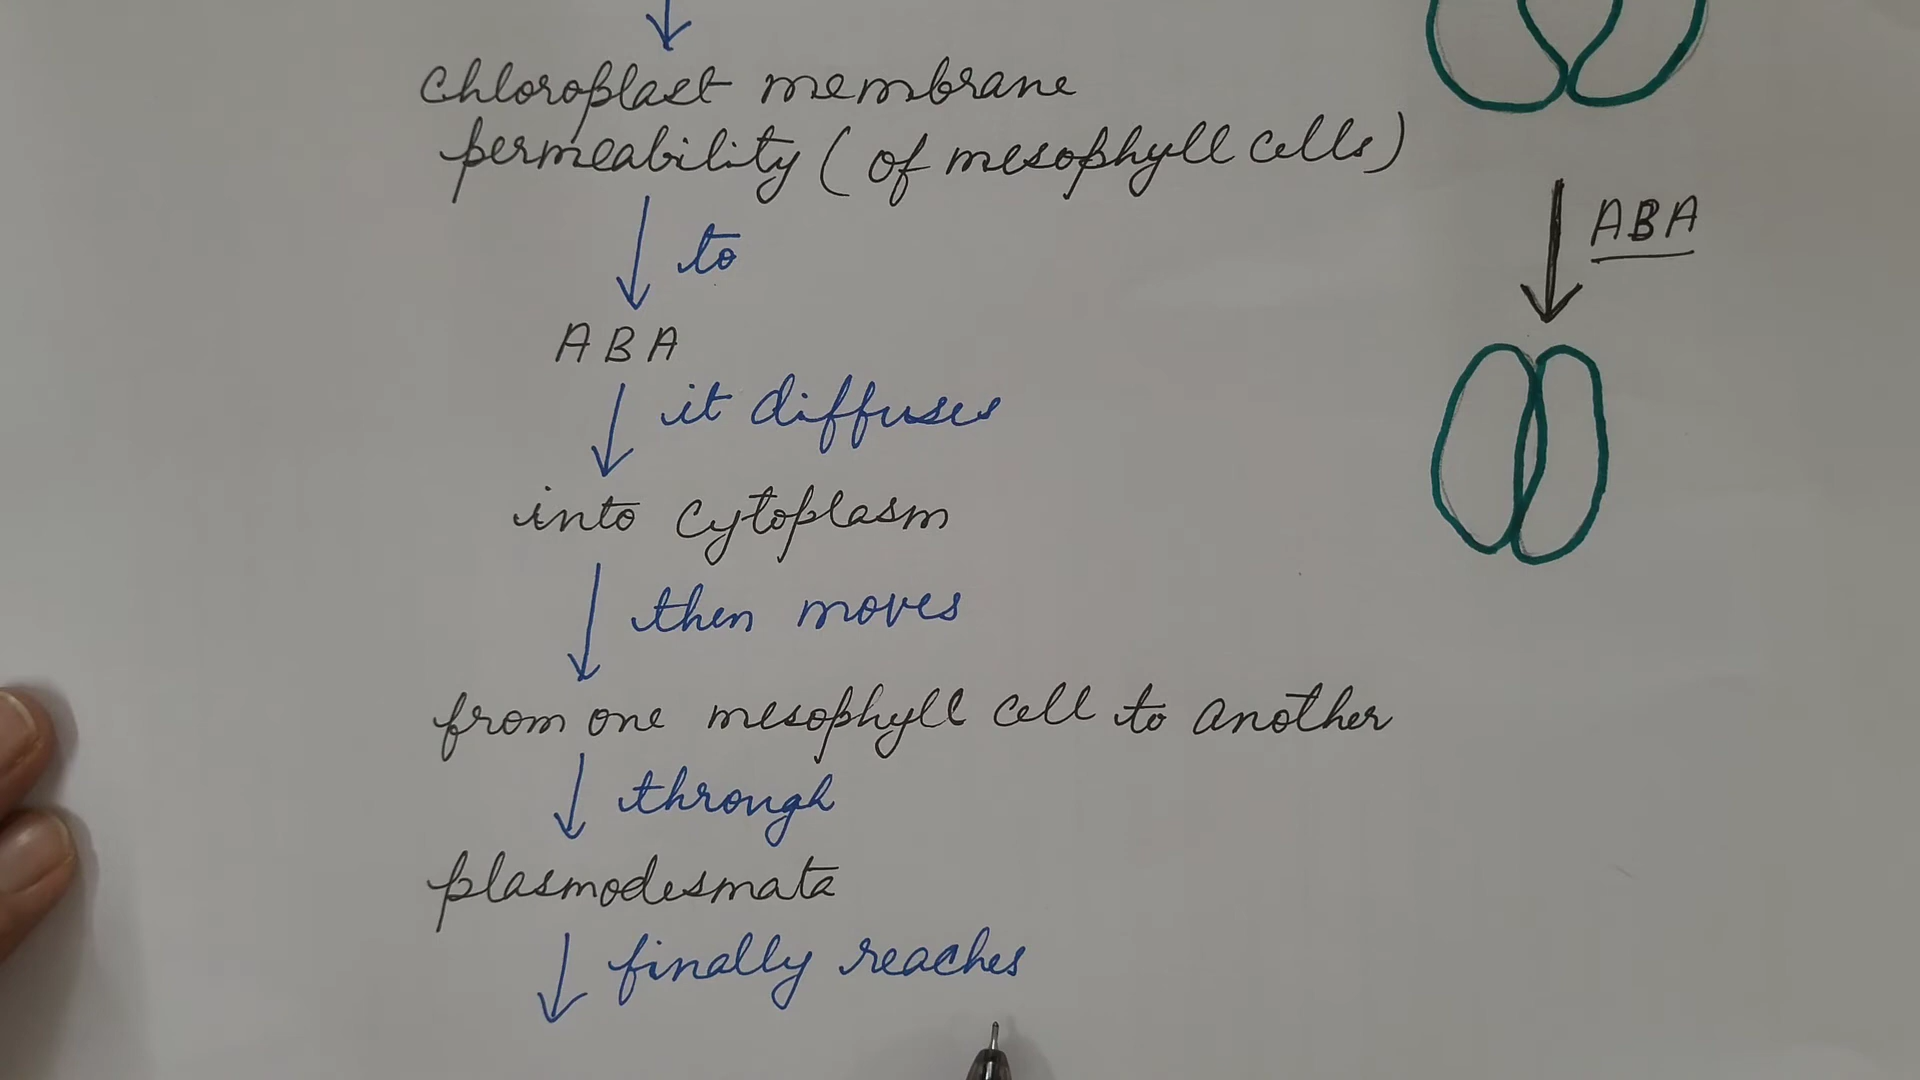 chloroplast membrane
permeability (of mesophyll cells)
ABA
to
ABA
it diffuses
into cytoplasm
then moves
from one mesophyll cell to another
through
plasmodesmata
finally reaches